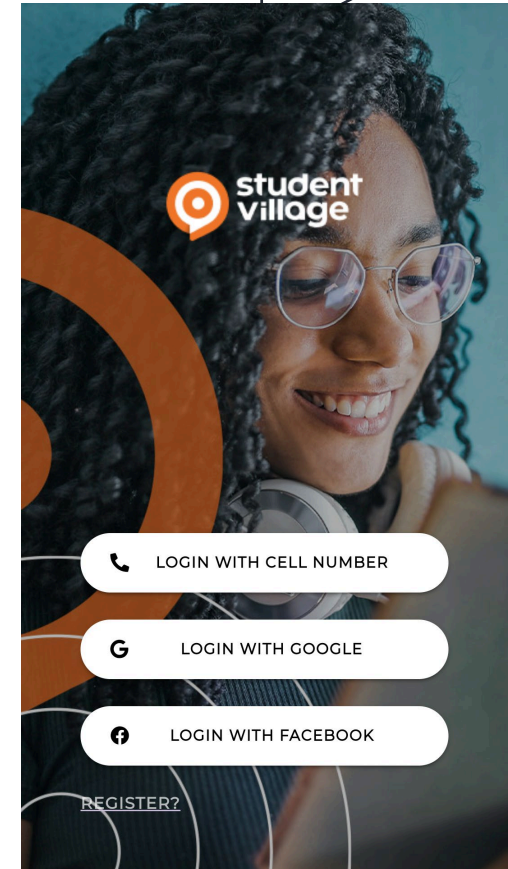 student
village
LOGIN WITH CELL NUMBER
LOGIN WITH GOOGLE
LOGIN WITH FACEBOOK
REGISTER?